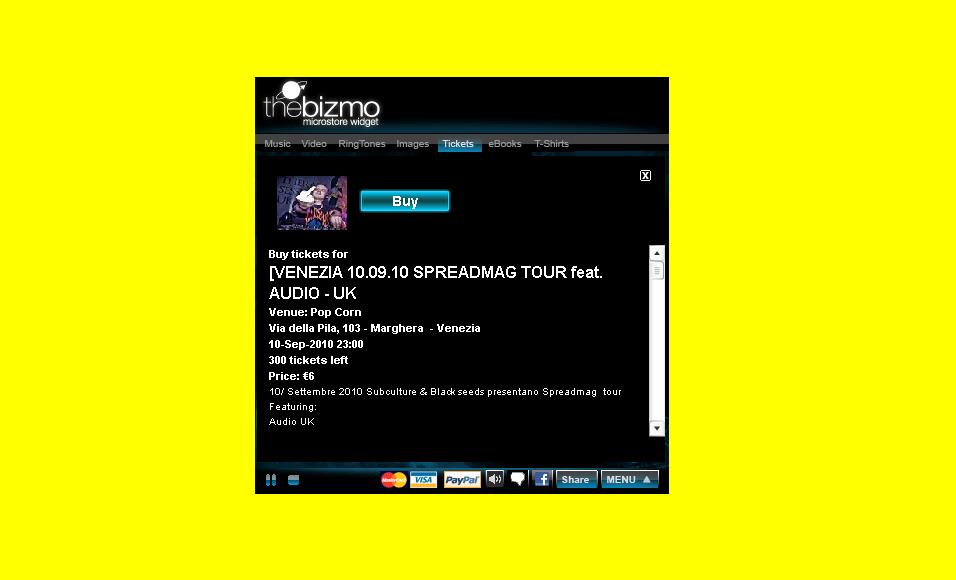 thebizmo
microstore widget
Music Video RingTones Images Tickets eBooks T-Shirts
X
Buy
Buy tickets for
[VENEZIA 10.09.10 SPREADMAG TOUR feat.
AUDIO - UK
Venue: Pop Corn
Via della Pila, 103 - Marghera - Venezia
10-Sep-2010 23:00
300 tickets left
Price: €6
10/ Settembre 2010 Subculture & Blackseeds presentano Spreadmag tour
Featuring:
Audio UK
MasterCard VISA PayPal f Share MENU